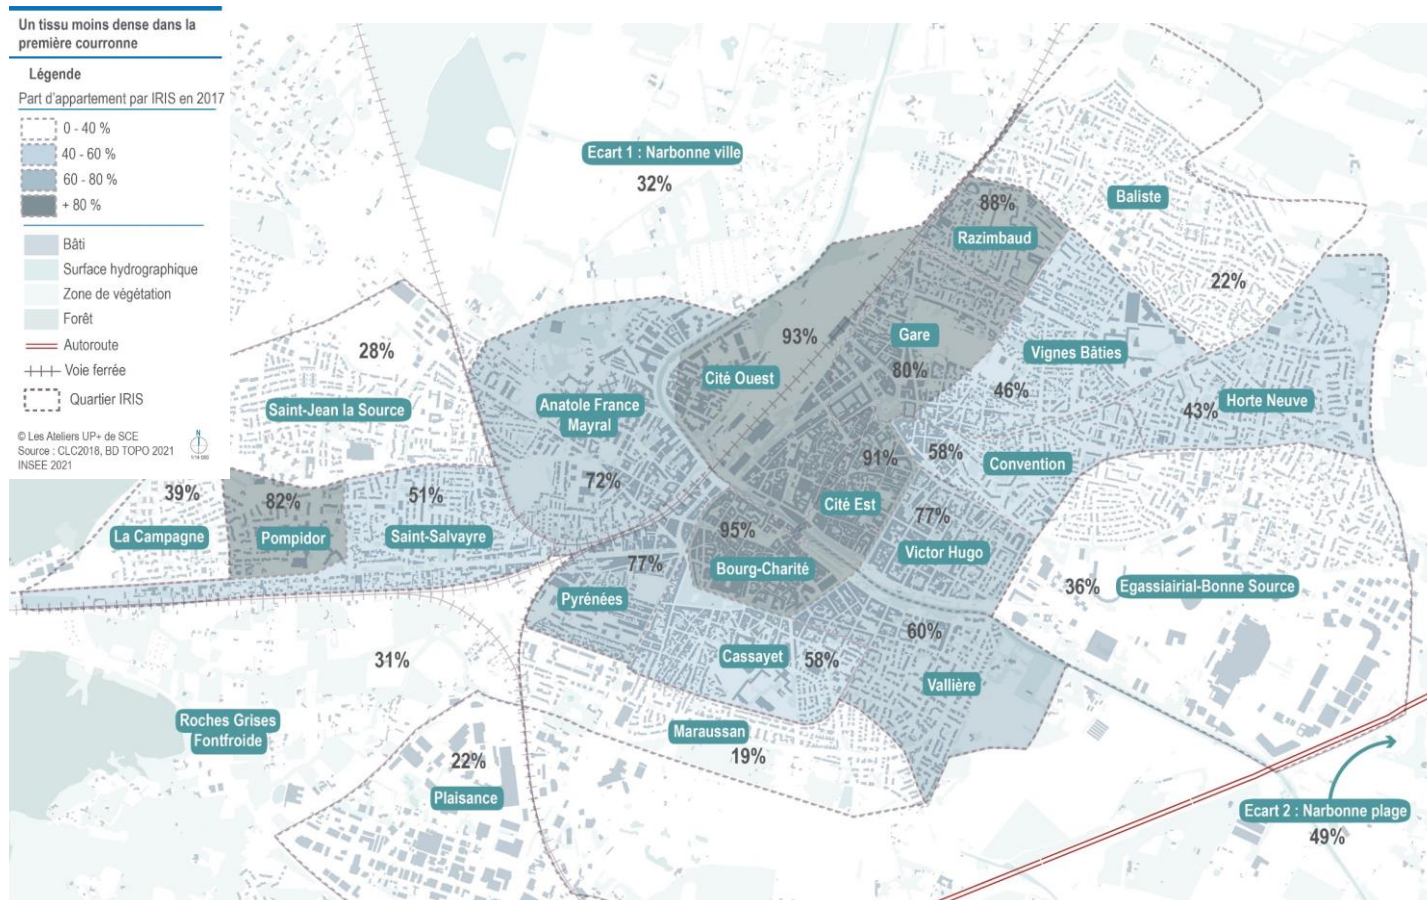 Un tissu moins dense dans la
première courronne
Légende
Part d'appartement par IRIS en 2017
0 - 40 %
40 - 60 %
60 - 80 %
+ 80 %
Bâti
Surface hydrographique
Zone de végétation
Forêt
Autoroute
Voie ferrée
Quartier IRIS
© Les Ateliers UP+ de SCE
Source : CLC2018, BD TOPO 2021
INSEE 2021
N
Ecart 1 : Narbonne ville
32%
88%
Razimbaud
Baliste
22%
93%
Cité Ouest
Gare
80%
Vignes Bâties
46%
Horte Neuve
43%
28%
Saint-Jean la Source
Anatole France
Mayral
72%
91%
Cité Est
58%
Convention
39%
La Campagne
82%
Pompidor
51%
Saint-Salvayre
95%
Bourg-Charité
77%
Victor Hugo
77%
Pyrénées
36%
Egassiairial-Bonne Source
60%
Vallière
Cassayet
58%
31%
Roches Grises
Fontfroide
Maraussan
19%
22%
Plaisance
Ecart 2 : Narbonne plage
49%